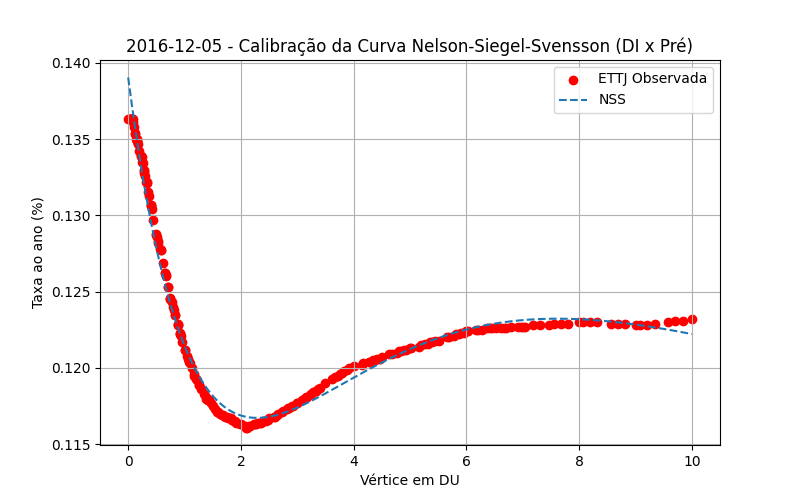 2016-12-05 - Calibração da Curva Nelson-Siegel-Svensson (DI x Pré)
ETTJ Observada
NSS
Taxa ao ano (%)
0.140
0.135
0.130
0.125
0.120
0.115
0 2 4 6 8 10
Vértice em DU